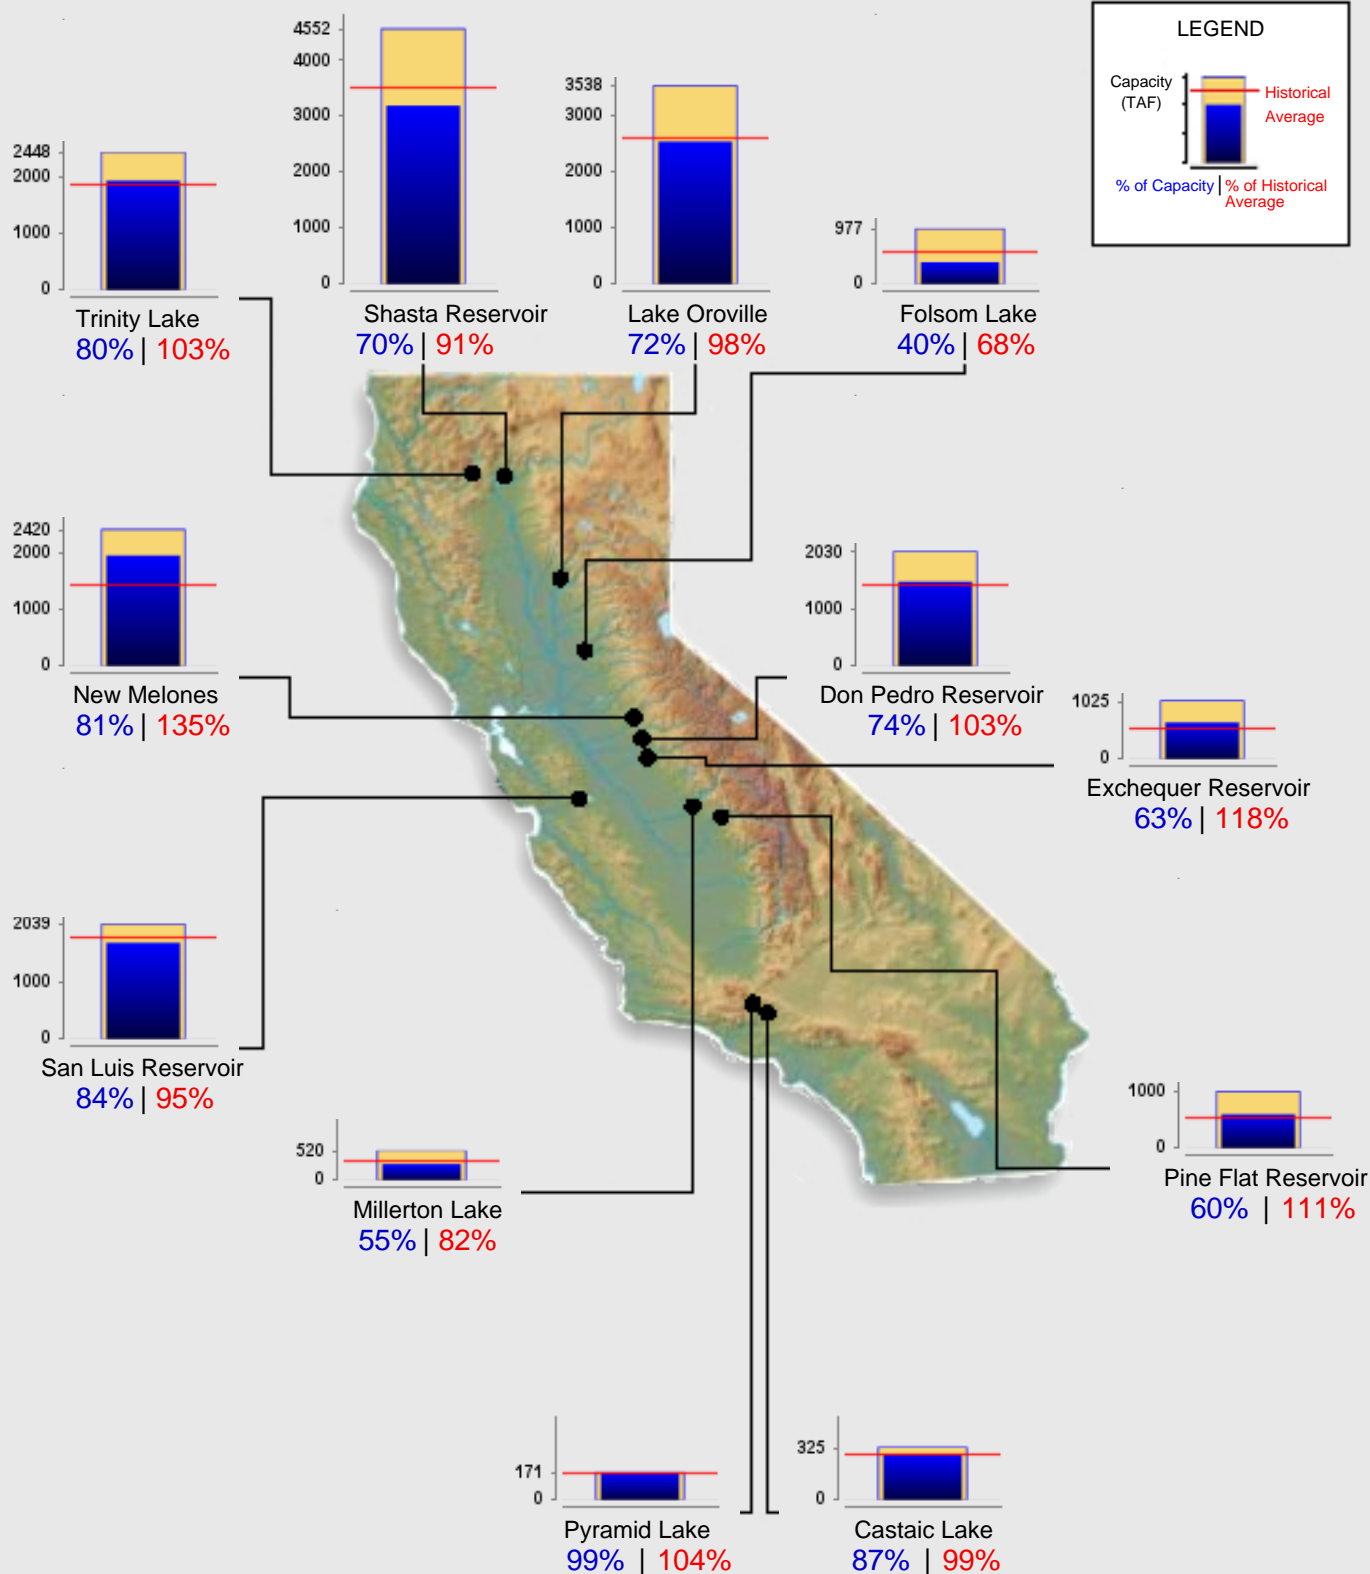 LEGEND
Capacity
(TAF)
Historical
Average
% of Capacity | % of Historical
Average
4552
4000
3000
2000
1000
0
Shasta Reservoir
70% | 91%
3538
3000
2000
1000
0
Lake Oroville
72% | 98%
977
0
Folsom Lake
40% | 68%
2448
2000
1000
0
Trinity Lake
80% | 103%
2420
2000
1000
0
New Melones
81% | 135%
2030
1000
0
Don Pedro Reservoir
74% | 103%
1025
0
Exchequer Reservoir
63% | 118%
2039
1000
0
San Luis Reservoir
84% | 95%
520
0
Millerton Lake
55% | 82%
1000
0
Pine Flat Reservoir
60% | 111%
171
0
Pyramid Lake
99% | 104%
325
0
Castaic Lake
87% | 99%